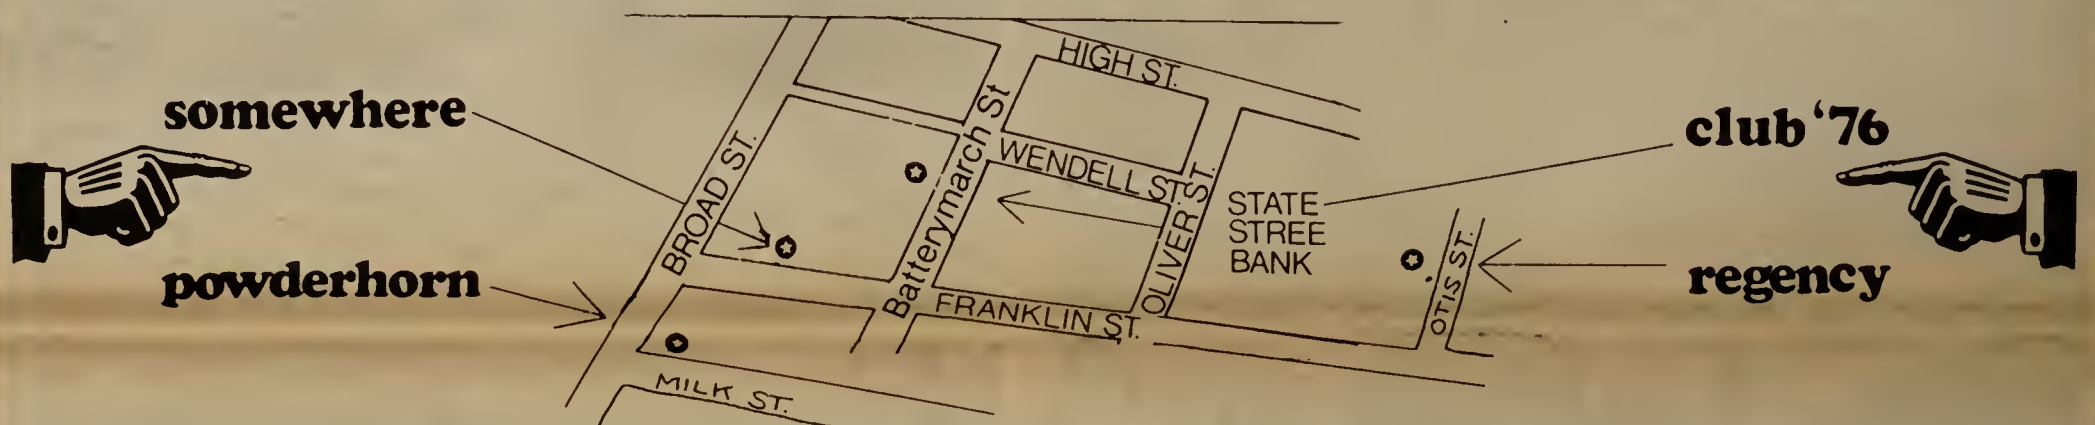 somewhere
powderhorn
BROAD ST.
Batterymarch St
HIGH ST.
WENDELL ST.
OLIVER ST.
FRANKLIN ST.
MILK ST.
STATE
STREE
BANK
OTIS ST.
club '76
regency